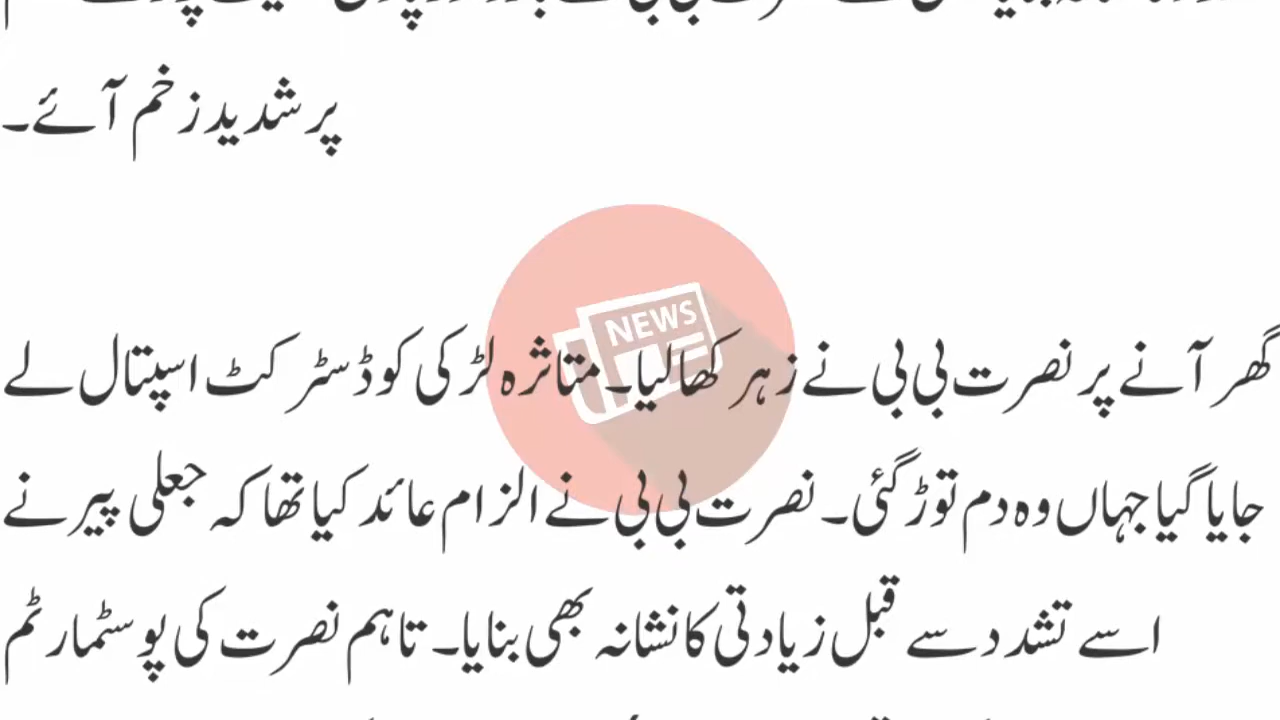 پر شدید زخم آئے۔
NEWS
گھر آنے پر نصرت بی بی نے زہر کھا لیا۔ متاثرہ لڑکی کو ڈسٹرکٹ اسپتال لے
جایا گیا جہاں وہ دم توڑ گئی۔ نصرت بی بی نے الزام عائد کیا تھا کہ جعلی پیر نے
اسے تشدد سے قبل زیادتی کا نشانہ بھی بنایا۔ تاہم نصرت کی پوسٹمارٹم